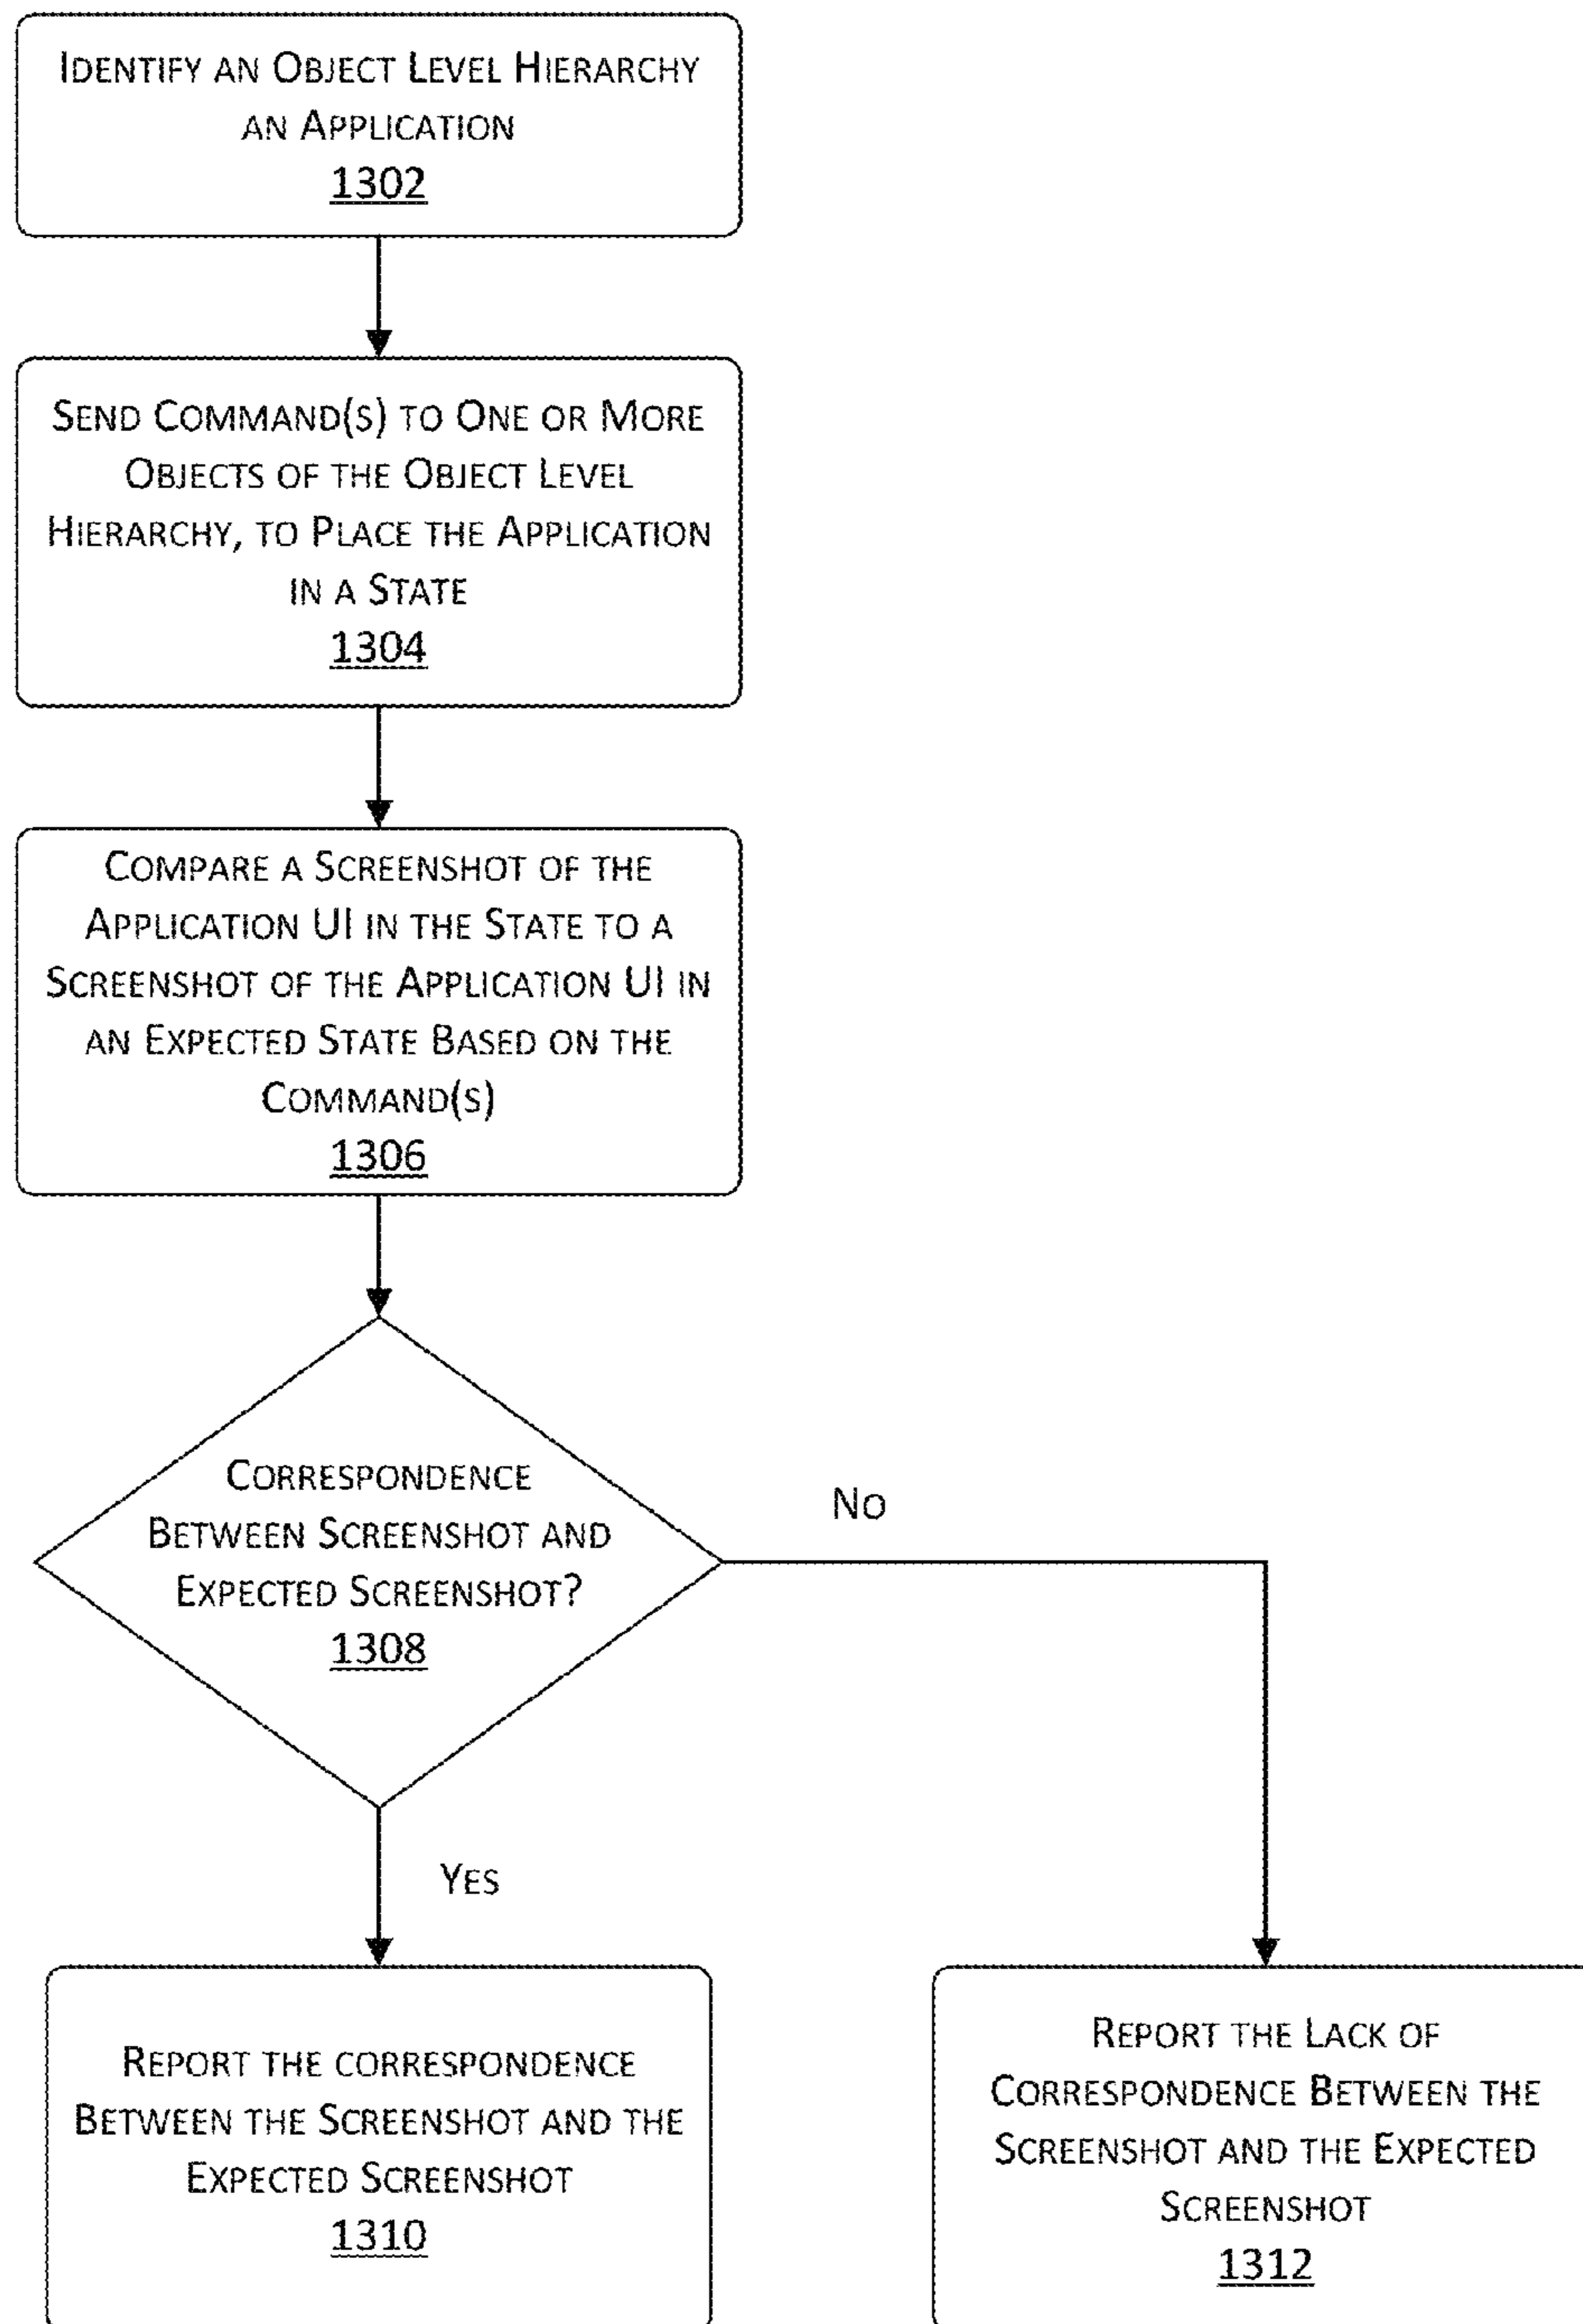 IDENTIFY AN OBJECT LEVEL HIERARCHY
AN APPLICATION
1302
SEND COMMAND(S) TO ONE OR MORE
OBJECTS OF THE OBJECT LEVEL
HIERARCHY, TO PLACE THE APPLICATION
IN A STATE
1304
COMPARE A SCREENSHOT OF THE
APPLICATION UI IN THE STATE TO A
SCREENSHOT OF THE APPLICATION UI IN
AN EXPECTED STATE BASED ON THE
COMMAND(S)
1306
CORRESPONDENCE
BETWEEN SCREENSHOT AND
EXPECTED SCREENSHOT?
1308
NO
YES
REPORT THE CORRESPONDENCE
BETWEEN THE SCREENSHOT AND THE
EXPECTED SCREENSHOT
1310
REPORT THE LACK OF
CORRESPONDENCE BETWEEN THE
SCREENSHOT AND THE EXPECTED
SCREENSHOT
1312